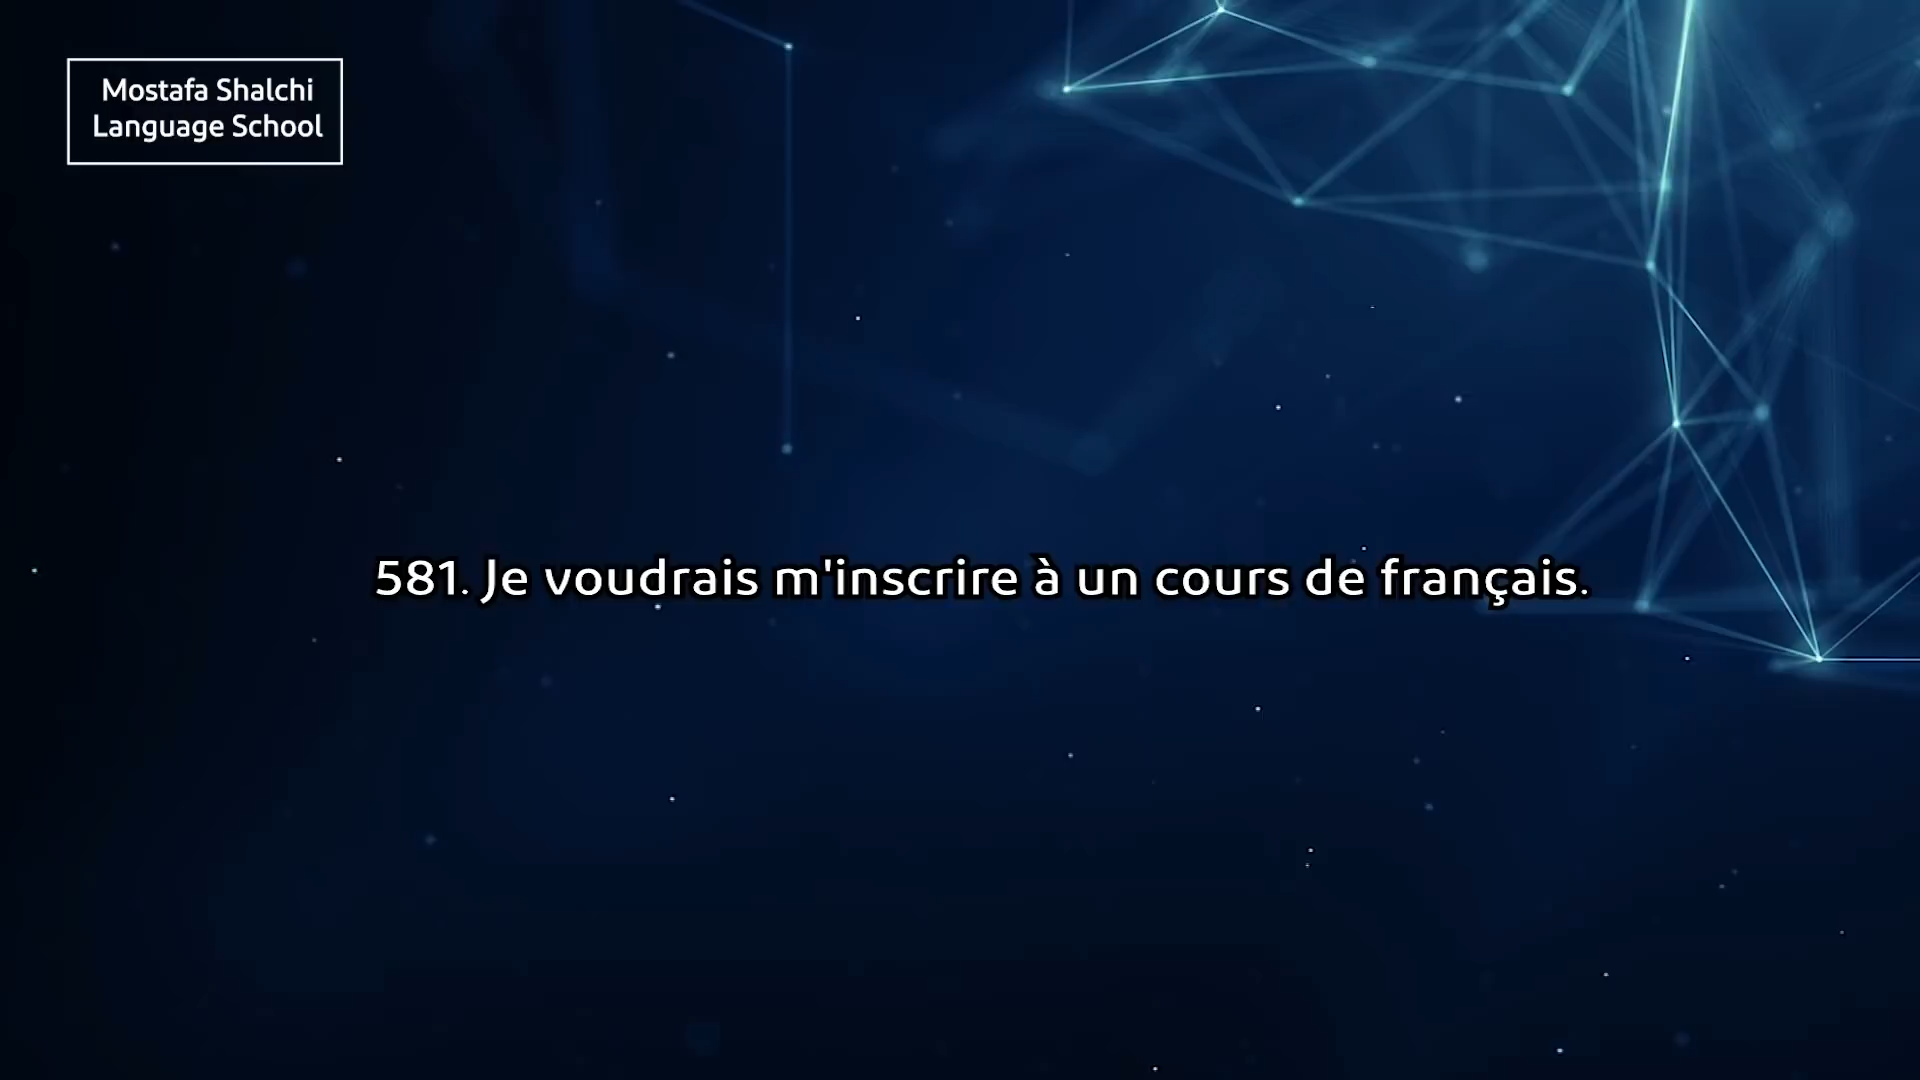 Mostafa Shalchi
Language School
581. Je voudrais m'inscrire à un cours de français.